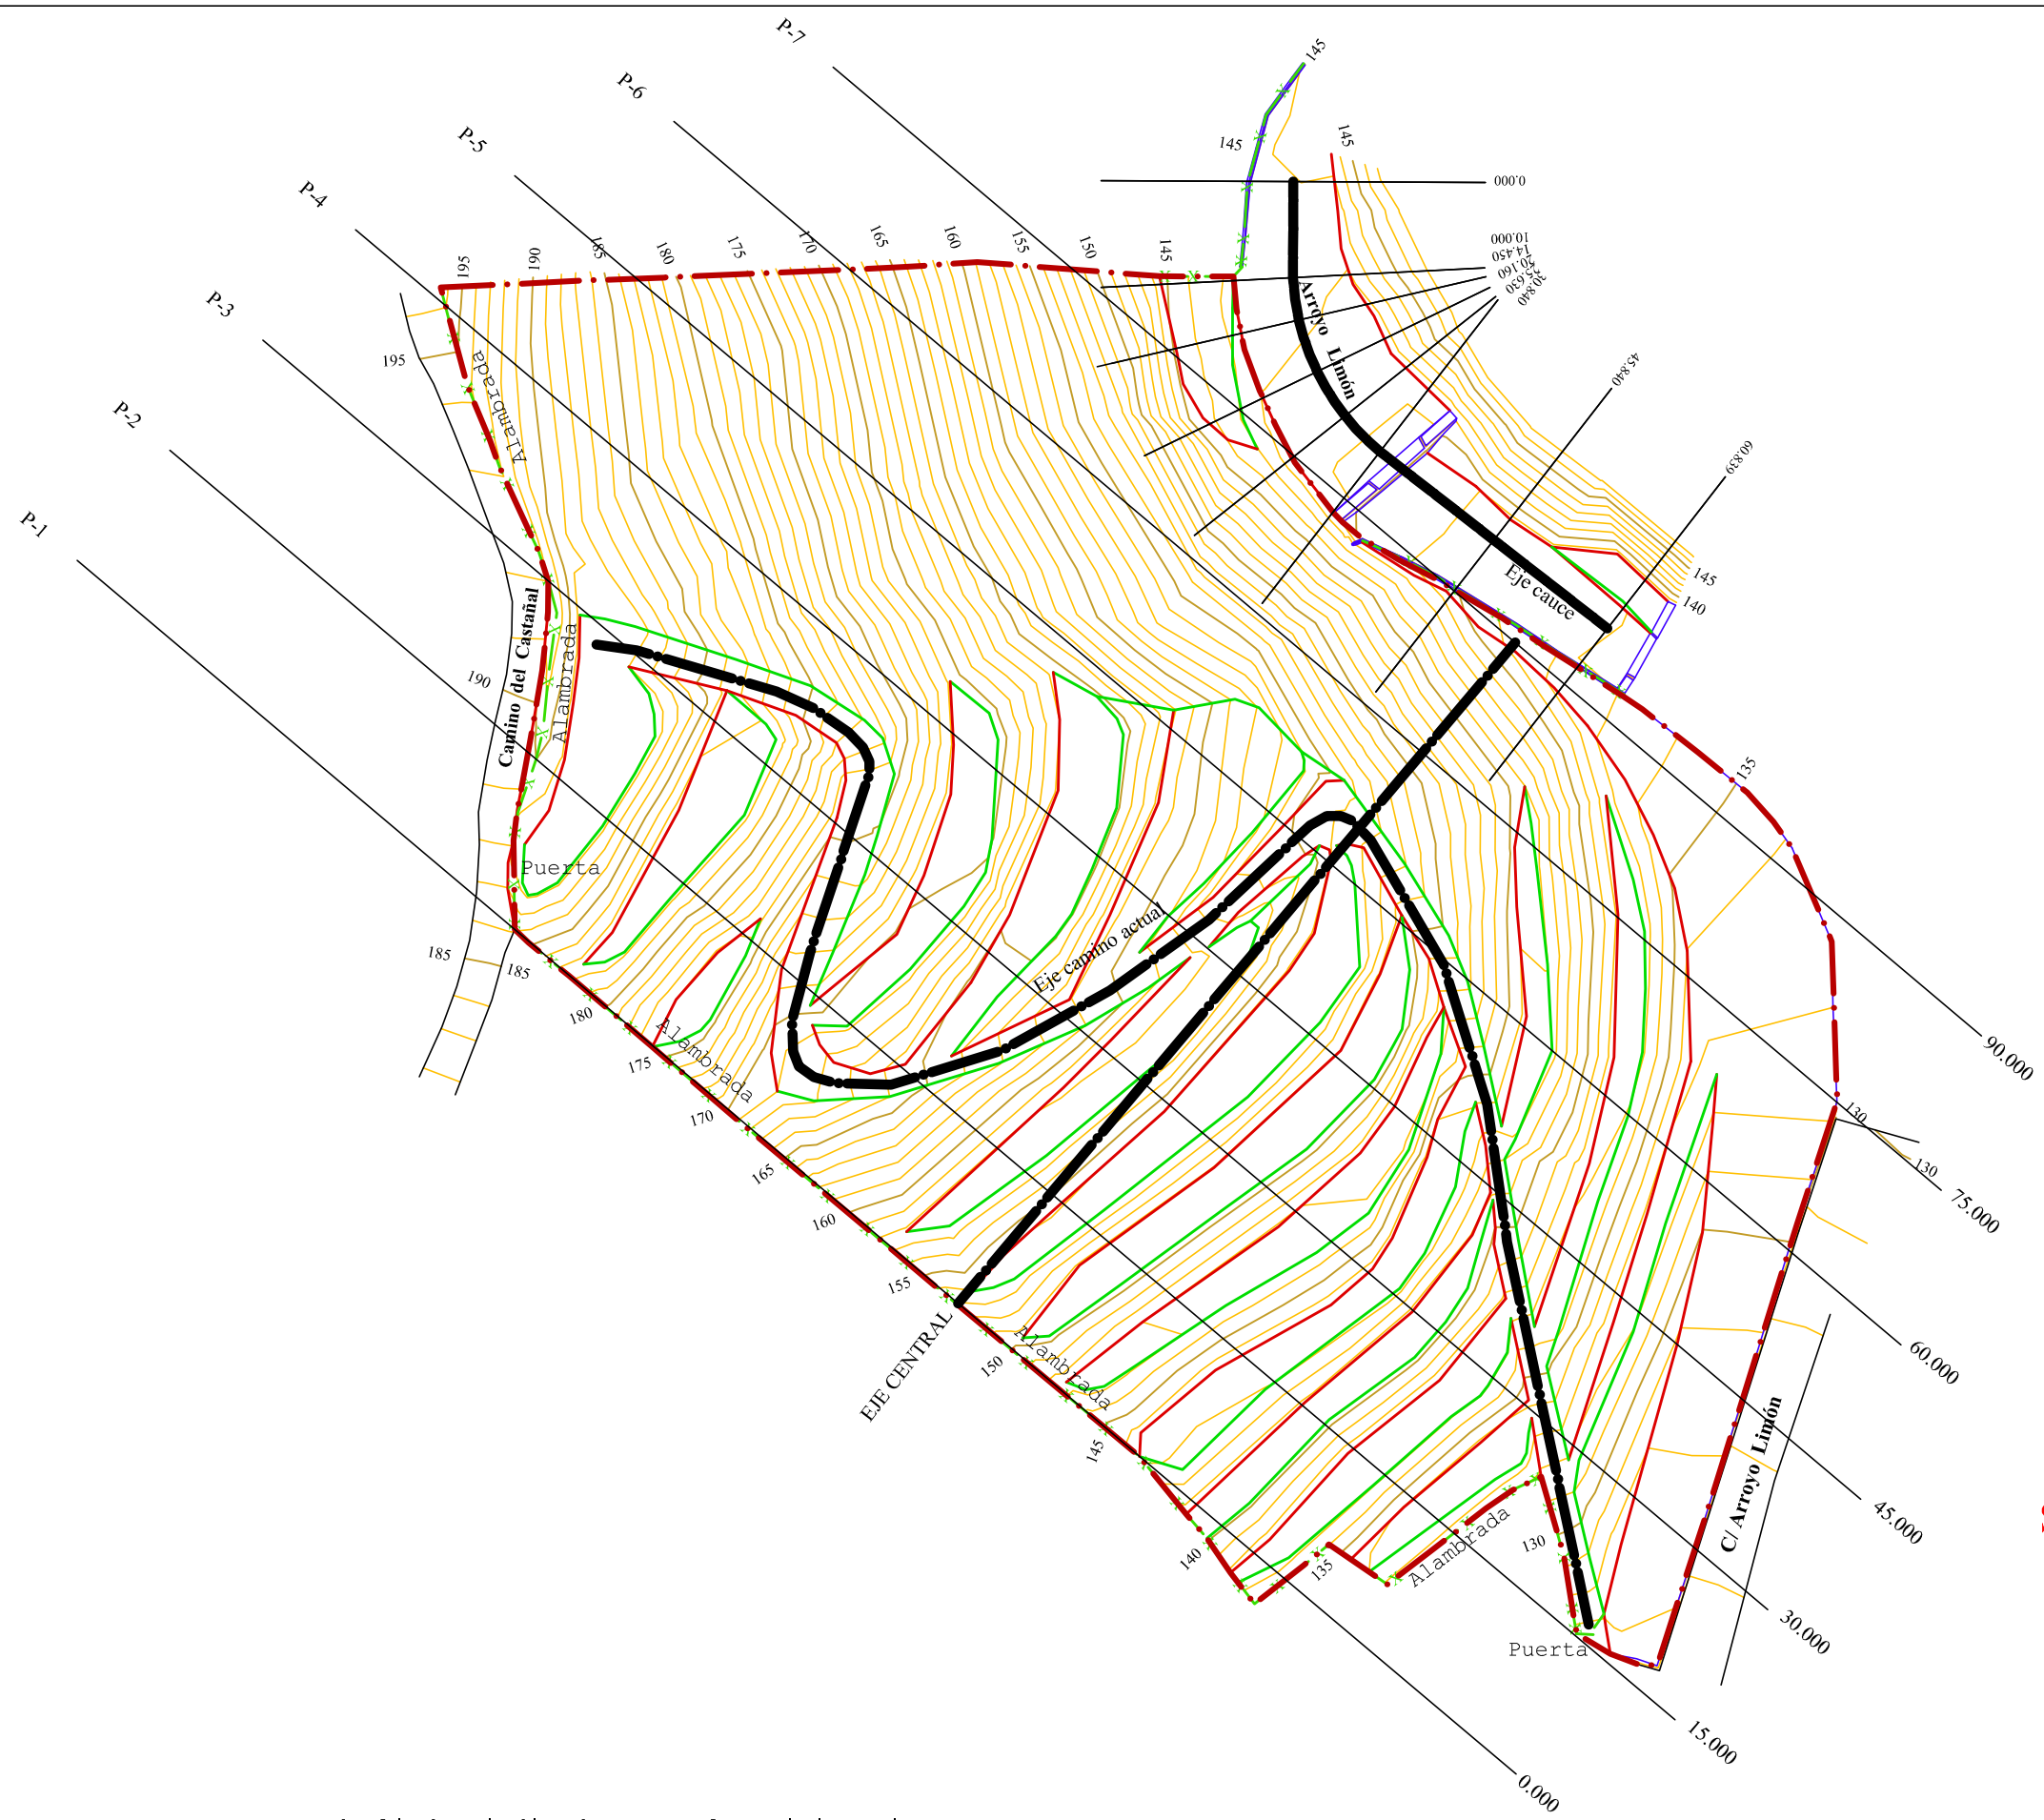 P-7
P-6
P-5
P-4
P-3
P-2
P-1
145
145
145
0.000
10.000
14.450
20.160
25.630
30.840
45.840
60.839
195
190
185
180
175
170
165
160
155
150
145
195
Alambrada
Arroyo Limón
Eje cauce
145
140
Camino del Castañal
Alambrada
190
135
Puerta
Eje camino actual
185
185
180
Alambrada
175
170
165
160
155
EJE CENTRAL
Alambrada
150
145
140
135
Alambrada
130
Puerta
C/ Arroyo Limón
130
130
90.000
75.000
60.000
45.000
30.000
15.000
0.000